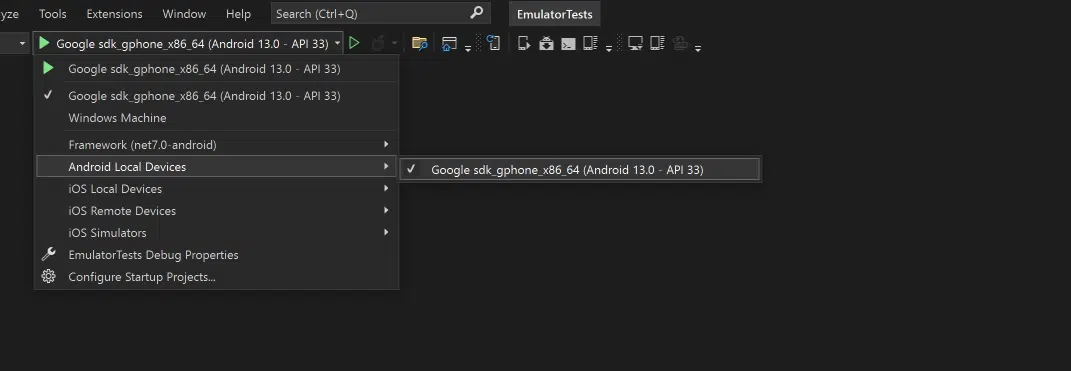 yze Tools Extensions Window Help Search (Ctrl+Q) EmulatorTests
Google sdk_gphone_x86_64 (Android 13.0 - API 33)
Google sdk_gphone_x86_64 (Android 13.0 - API 33)
Google sdk_gphone_x86_64 (Android 13.0 - API 33)
Windows Machine
Framework (net7.0-android)
Android Local Devices
Google sdk_gphone_x86_64 (Android 13.0 - API 33)
iOS Local Devices
iOS Remote Devices
iOS Simulators
EmulatorTests Debug Properties
Configure Startup Projects...